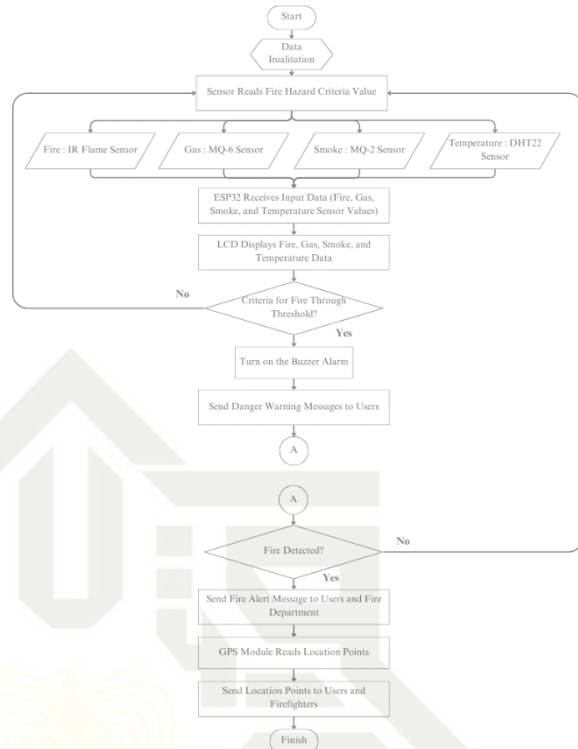 Start
Data
Inialitation
Sensor Reads Fire Hazard Criteria Value
Fire : IR Flame Sensor
Gas : MQ-6 Sensor
Smoke : MQ-2 Sensor
Temperature : DHT22
Sensor
ESP32 Receives Input Data (Fire, Gas,
Smoke, and Temperature Sensor Values)
LCD Displays Fire, Gas, Smoke, and
Temperature Data
No
Criteria for Fire Through
Threshold?
Yes
Turn on the Buzzer Alarm
Send Danger Warning Messages to Users
A
A
Fire Detected?
No
Yes
Send Fire Alert Message to Users and Fire
Department
GPS Module Reads Location Points
Send Location Points to Users and
Firefighters
Finish